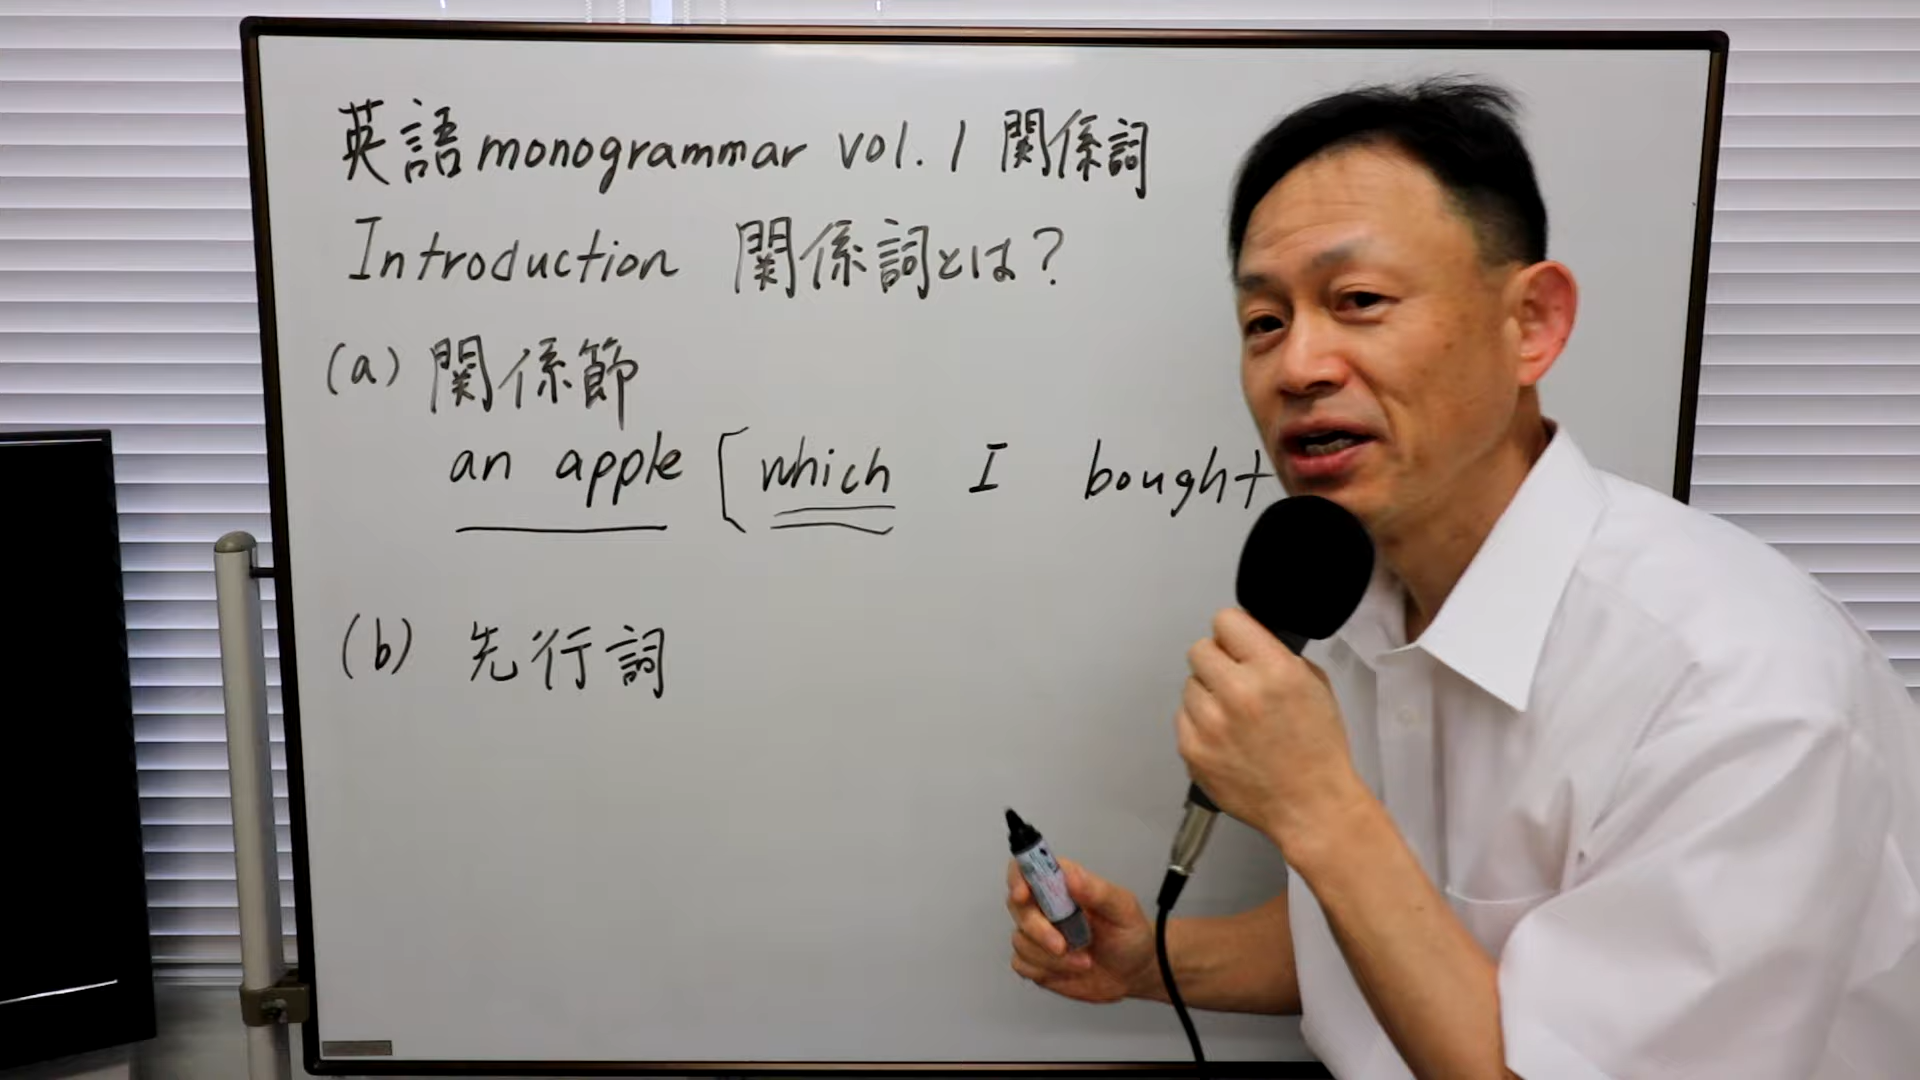 英語monogrammar vol. 1 関係詞
Introduction 関係詞とは?
(a) 関係節
an apple [which I bought
(b) 先行詞